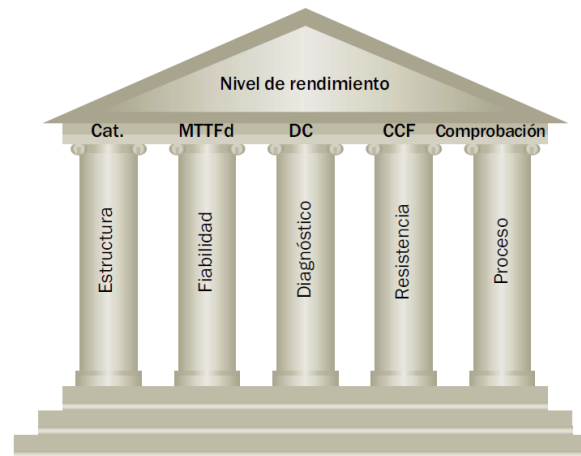 Nivel de rendimiento
Cat. MTTFd DC CCF Comprobación
Estructura
Fiabilidad
Diagnóstico
Resistencia
Proceso